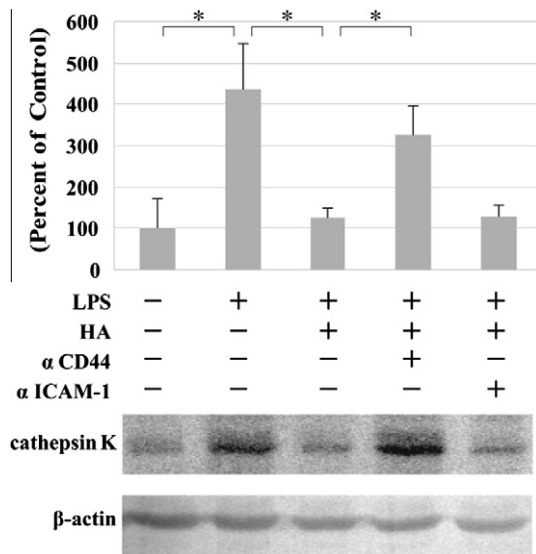 (Percent of Control)
600
500
400
300
200
100
0
* * *
LPS − + + + +
HA − − + + +
α CD44 − − − + −
α ICAM-1 − − − − +
cathepsin K
β-actin